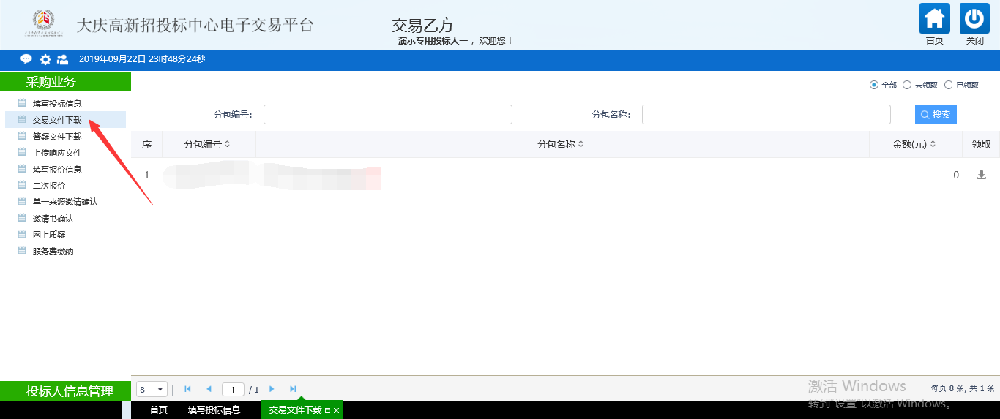 大庆高新招投标中心电子交易平台
交易乙方
演示专用投标人一 ，欢迎您！
首页
关闭
2019年09月22日 23时48分24秒
采购业务
填写投标信息
交易文件下载
答疑文件下载
上传响应文件
填写报价信息
二次报价
单一来源邀请确认
邀请书确认
网上质疑
服务费缴纳
投标人信息管理
全部 未领取 已领取
分包编号: 分包名称: 搜索
序 分包编号 分包名称 金额(元) 领取
1 0
8 1 / 1 每页 8 条, 共 1 条
激活 Windows
转到"设置"以激活 Windows。
首页 填写投标信息 交易文件下载